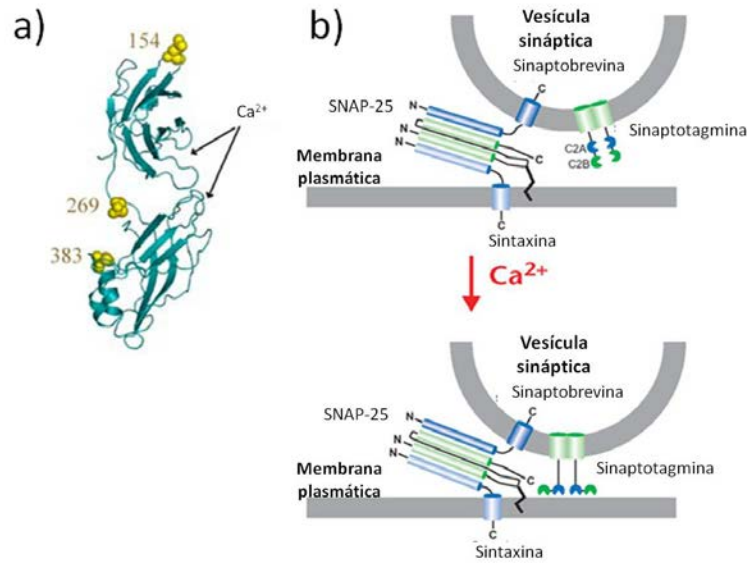 a)
154
Ca²⁺
269
383
b)
Vesícula
sináptica
Sinaptobrevina
C
SNAP-25
N
N
N
C
Sinaptotagmina
C2A
C2B
Membrana
plasmática
C
Sintaxina
Ca²⁺
Vesícula
sináptica
Sinaptobrevina
C
SNAP-25
N
N
N
C
Sinaptotagmina
Membrana
plasmática
C
Sintaxina